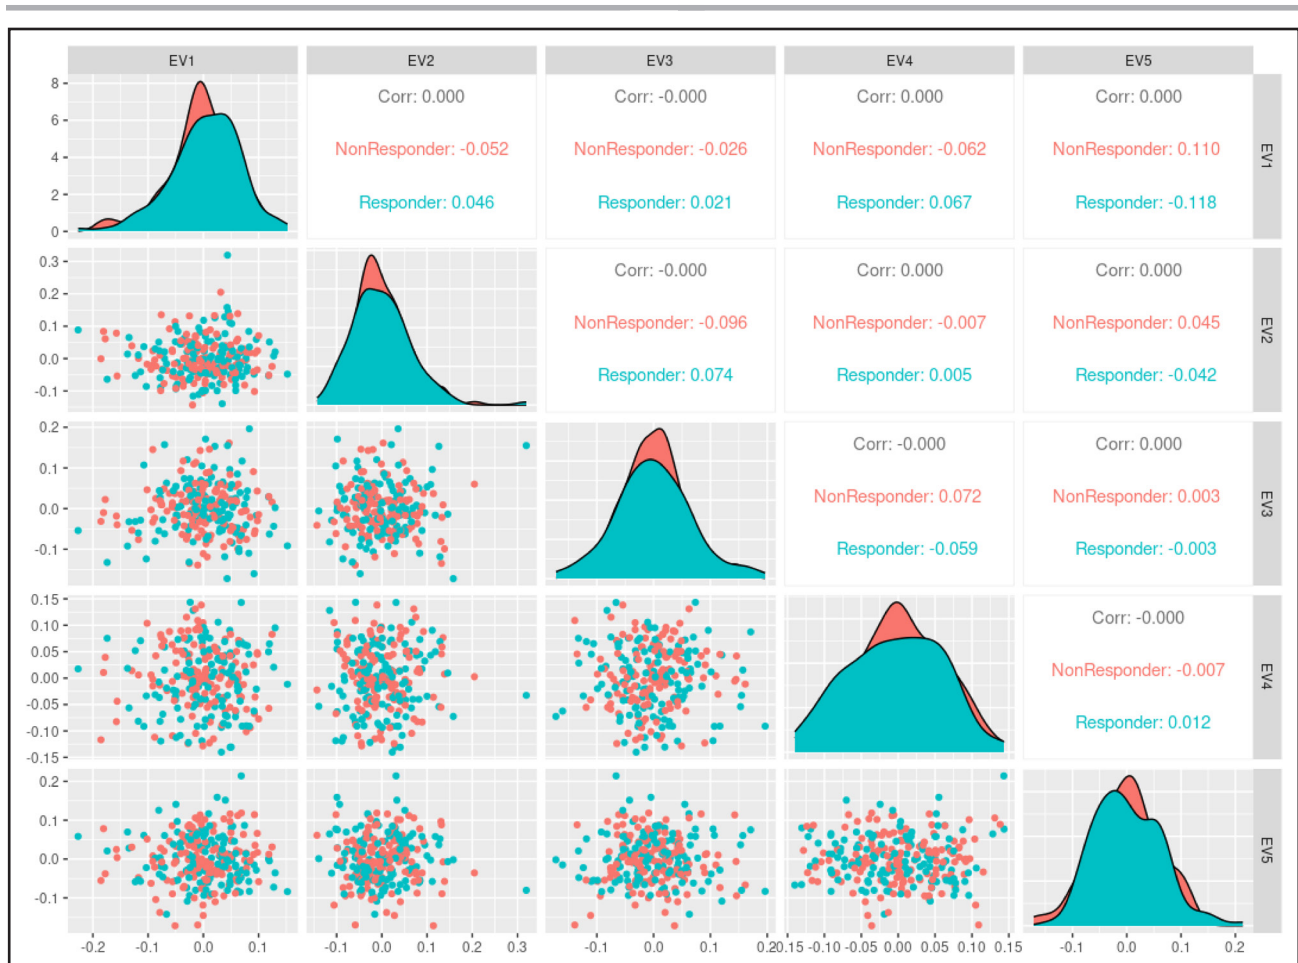 EV1 EV2 EV3 EV4 EV5
8
6
4
2
0
Corr: 0.000
NonResponder: -0.052
Responder: 0.046
Corr: -0.000
NonResponder: -0.026
Responder: 0.021
Corr: 0.000
NonResponder: -0.062
Responder: 0.067
Corr: 0.000
NonResponder: 0.110
Responder: -0.118
EV1
0.3
0.2
0.1
0.0
-0.1
Corr: -0.000
NonResponder: -0.096
Responder: 0.074
Corr: 0.000
NonResponder: -0.007
Responder: 0.005
Corr: 0.000
NonResponder: 0.045
Responder: -0.042
EV2
0.2
0.1
0.0
-0.1
Corr: -0.000
NonResponder: 0.072
Responder: -0.059
Corr: 0.000
NonResponder: 0.003
Responder: -0.003
EV3
0.15
0.10
0.05
0.00
-0.05
-0.10
-0.15
Corr: -0.000
NonResponder: -0.007
Responder: 0.012
EV4
0.2
0.1
0.0
-0.1
EV5
-0.2 -0.1 0.0 0.1
-0.1 0.0 0.1 0.2 0.3
-0.1 0.0 0.1 0.2
-0.15 -0.10 -0.05 0.00 0.05 0.10 0.15
-0.1 0.0 0.1 0.2